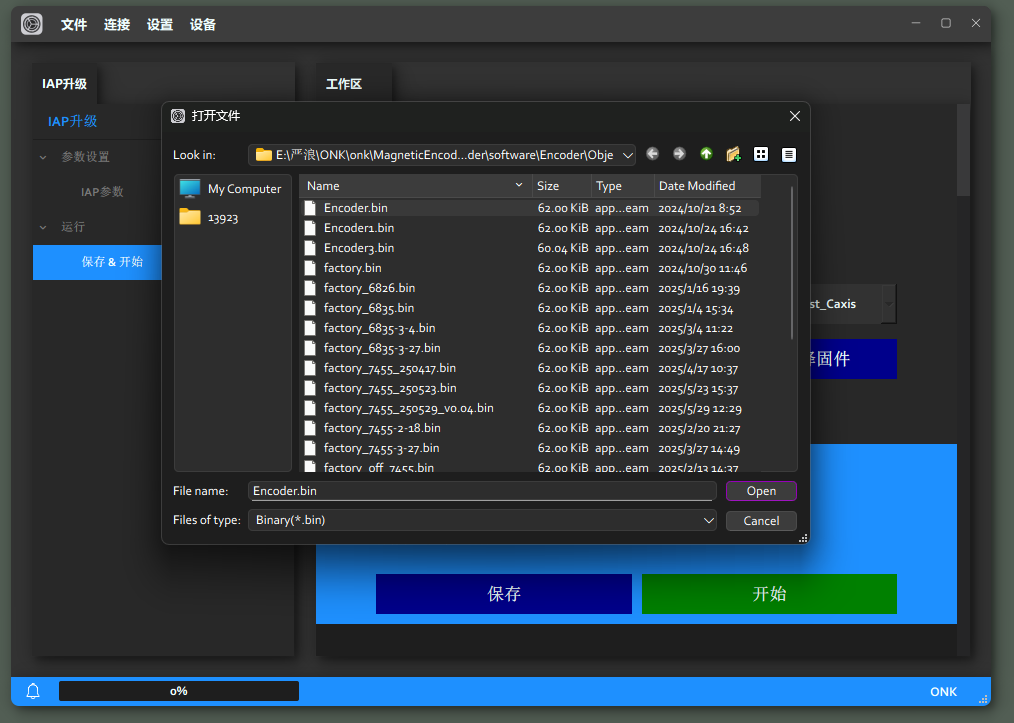 文件 连接 设置 设备
IAP升级
工作区
IAP升级
参数设置
IAP参数
运行
保存 & 开始
打开文件
Look in: E:\严浪\ONK\onk\MagneticEncod...der\software\Encoder\Obje
My Computer
13923
Name Size Type Date Modified
Encoder.bin 62.00 KiB app...eam 2024/10/21 8:52
Encoder1.bin 62.00 KiB app...eam 2024/10/24 16:42
Encoder3.bin 60.04 KiB app...eam 2024/10/24 16:48
factory.bin 62.00 KiB app...eam 2024/10/30 11:46
factory_6826.bin 62.00 KiB app...eam 2025/1/16 19:39
factory_6835.bin 62.00 KiB app...eam 2025/1/4 15:34
factory_6835-3-4.bin 62.00 KiB app...eam 2025/3/4 11:22
factory_6835-3-27.bin 62.00 KiB app...eam 2025/3/27 16:00
factory_7455_250417.bin 62.00 KiB app...eam 2025/4/17 10:37
factory_7455_250523.bin 62.00 KiB app...eam 2025/5/23 15:37
factory_7455_250529_v0.04.bin 62.00 KiB app...eam 2025/5/29 12:29
factory_7455-2-18.bin 62.00 KiB app...eam 2025/2/20 21:27
factory_7455-3-27.bin 62.00 KiB app...eam 2025/3/27 14:49
factory_off_7455.bin 62.00 KiB app...eam 2025/2/13 14:37
File name: Encoder.bin Open
Files of type: Binary(*.bin) Cancel
st_Caxis
固件
保存 开始
0% ONK